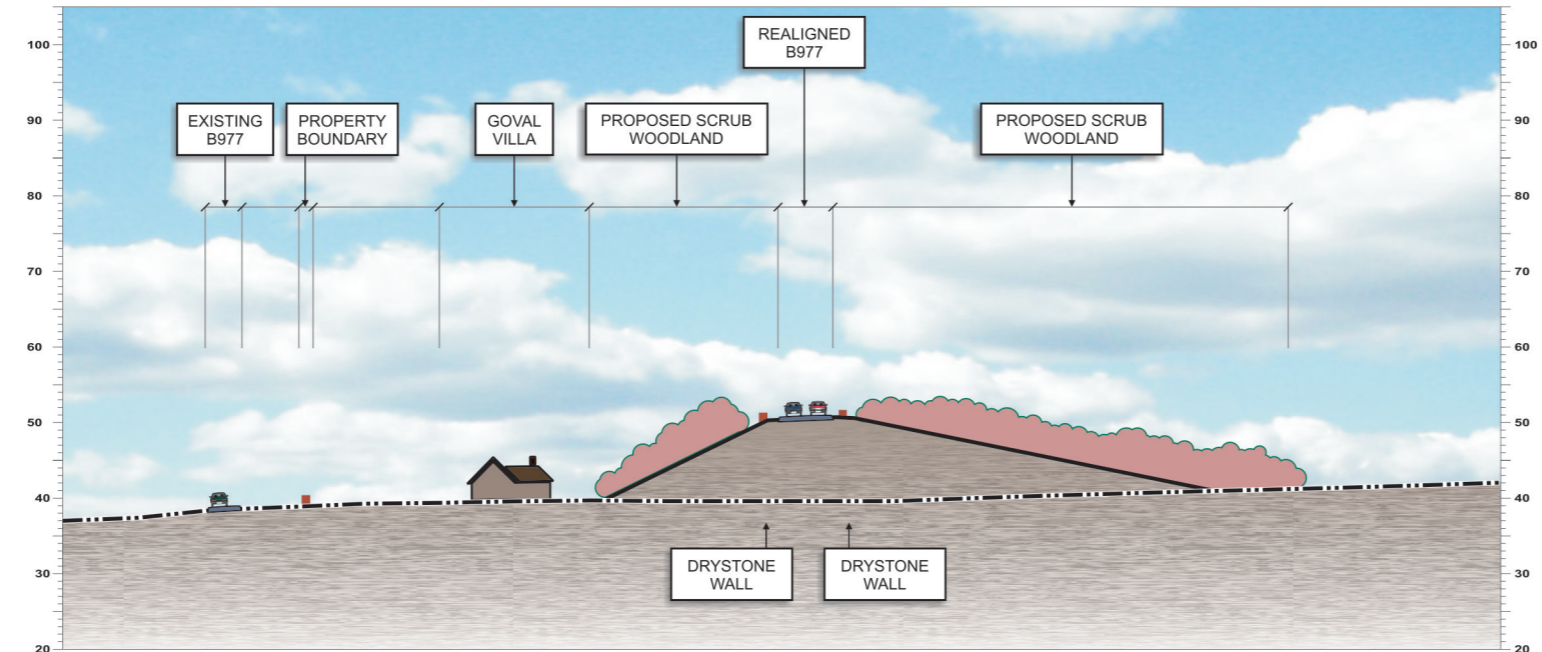 REALIGNED
B977
EXISTING
B977
PROPERTY
BOUNDARY
GOVAL
VILLA
PROPOSED SCRUB
WOODLAND
PROPOSED SCRUB
WOODLAND
100
90
80
70
60
50
40
30
20
100
90
80
70
60
50
40
30
20
DRYSTONE
WALL
DRYSTONE
WALL